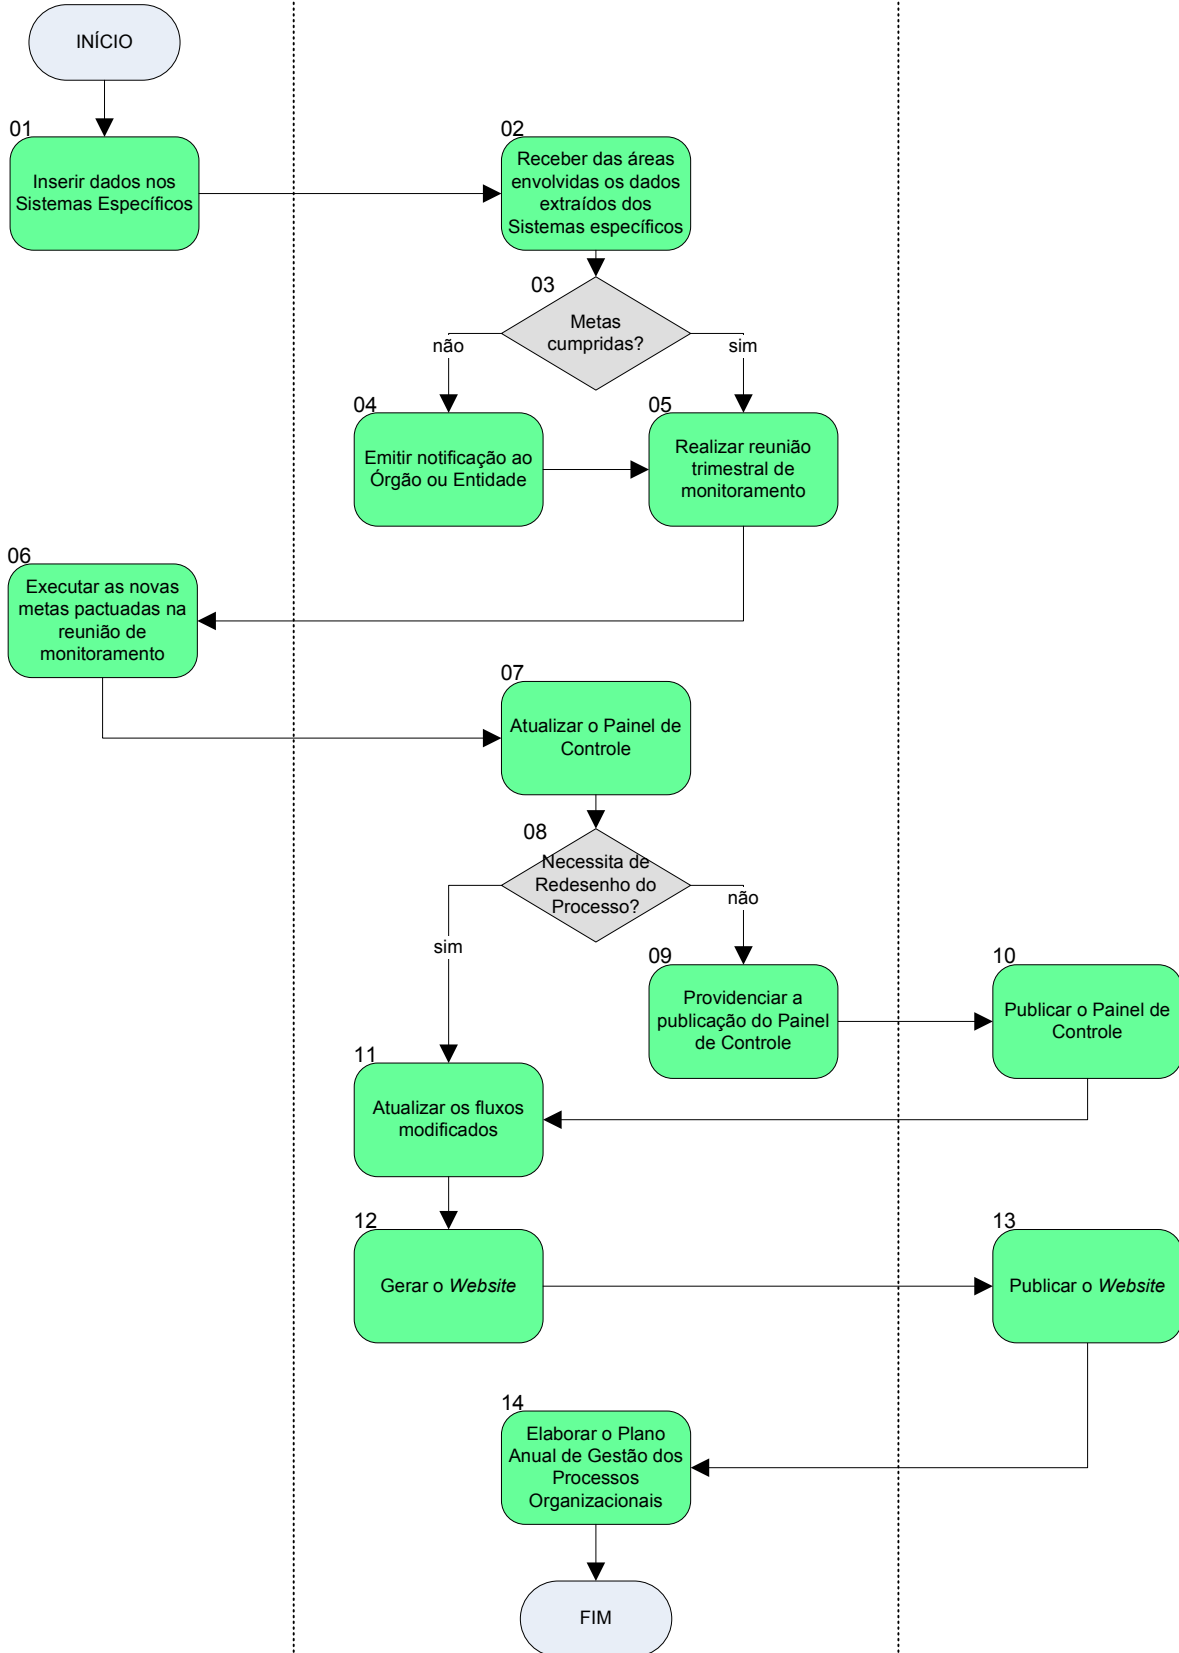 INÍCIO
01
Inserir dados nos
Sistemas Específicos
02
Receber das áreas
envolvidas os dados
extraídos dos
Sistemas específicos
03
Metas
cumpridas?
não
sim
04
Emitir notificação ao
Órgão ou Entidade
05
Realizar reunião
trimestral de
monitoramento
06
Executar as novas
metas pactuadas na
reunião de
monitoramento
07
Atualizar o Painel de
Controle
08
Necessita de
Redesenho do
Processo?
não
sim
09
Providenciar a
publicação do Painel
de Controle
10
Publicar o Painel de
Controle
11
Atualizar os fluxos
modificados
12
Gerar o Website
13
Publicar o Website
14
Elaborar o Plano
Anual de Gestão dos
Processos
Organizacionais
FIM